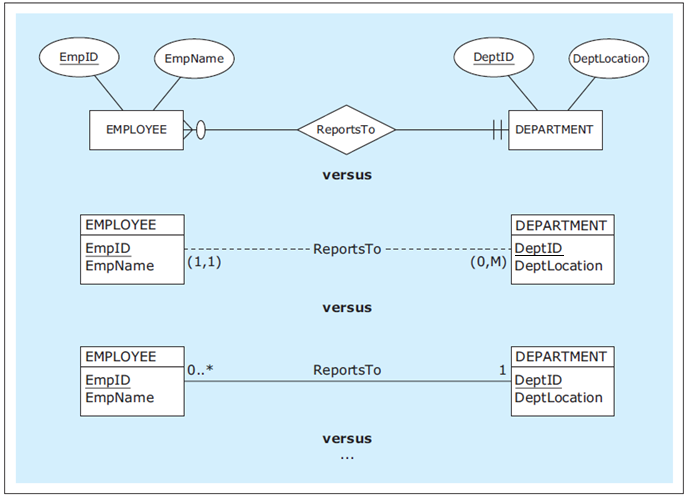 EmpID EmpName DeptID DeptLocation
EMPLOYEE ReportsTo DEPARTMENT
versus
EMPLOYEE DEPARTMENT
EmpID ReportsTo DeptID
EmpName (1,1) (0,M) DeptLocation
versus
EMPLOYEE DEPARTMENT
0..* ReportsTo 1
EmpID DeptID
EmpName DeptLocation
versus
...